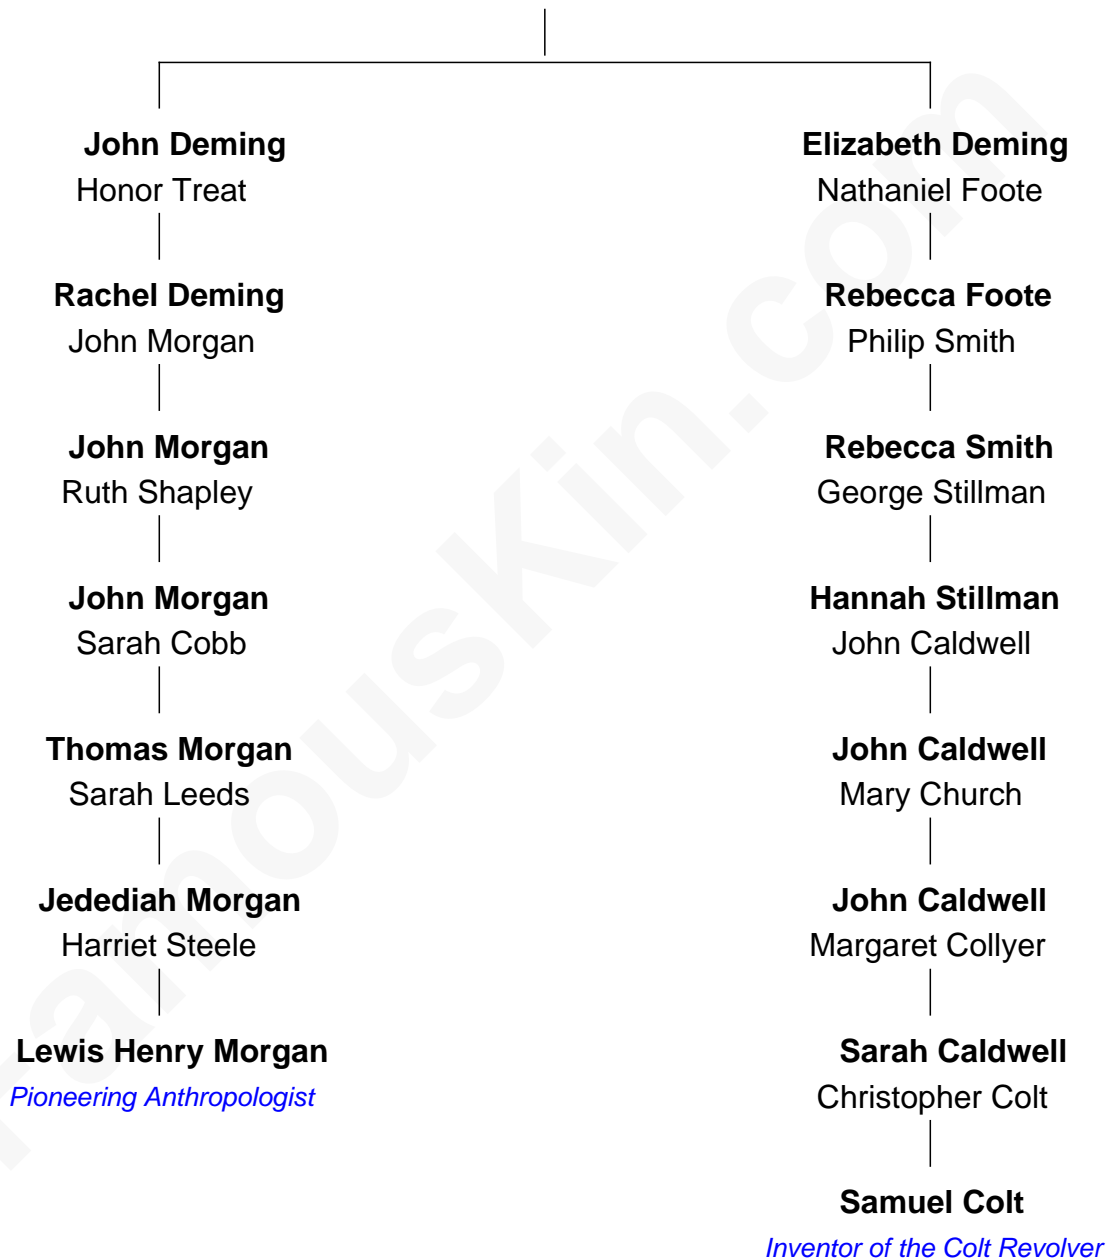 John Deming
Honor Treat
Elizabeth Deming
Nathaniel Foote
Rachel Deming
John Morgan
Rebecca Foote
Philip Smith
John Morgan
Ruth Shapley
Rebecca Smith
George Stillman
John Morgan
Sarah Cobb
Hannah Stillman
John Caldwell
Thomas Morgan
Sarah Leeds
John Caldwell
Mary Church
Jedediah Morgan
Harriet Steele
John Caldwell
Margaret Collyer
Lewis Henry Morgan
Pioneering Anthropologist
Sarah Caldwell
Christopher Colt
Samuel Colt
Inventor of the Colt Revolver
FamousKin.com